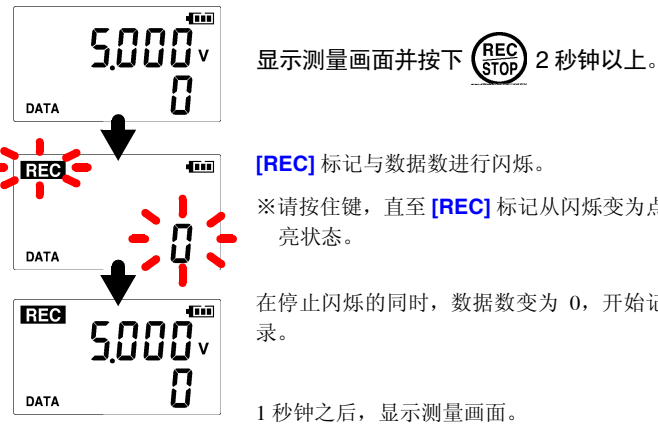 5.000 V
0
DATA
显示测量画面并按下 REC STOP 2 秒钟以上。
REC
0
DATA
[REC] 标记与数据数进行闪烁。
※请按住键，直至 [REC] 标记从闪烁变为点
亮状态。
REC
5.000 V
0
DATA
在停止闪烁的同时，数据数变为 0，开始记
录。
1 秒钟之后，显示测量画面。